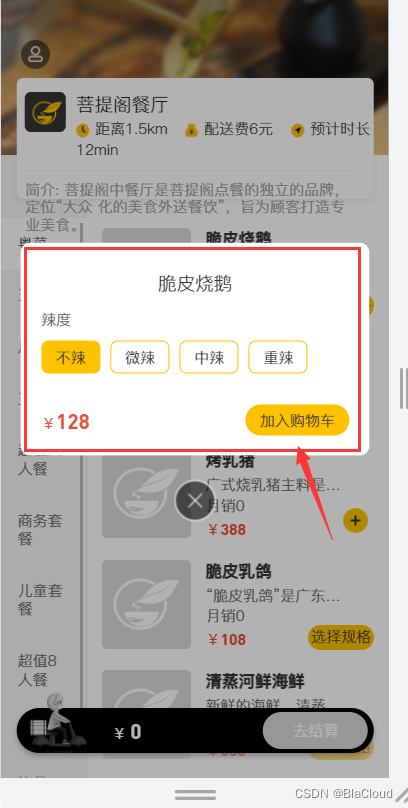 菩提阁餐厅
距离1.5km 配送费6元 预计时长
12min
简介: 菩提阁中餐厅是菩提阁点餐的独立的品牌，
定位“大众 化的美食外送餐饮”，旨为顾客打造专
业美食。
粤菜
脆皮烧鹅
脆皮烧鹅
辣度
不辣 微辣 中辣 重辣
￥128
加入购物车
人餐
烤乳猪
广式烧乳猪主料是…
月销0
￥388
商务套
餐
脆皮乳鸽
“脆皮乳鸽”是广东…
月销0
￥108
选择规格
儿童套
餐
超值8
人餐
清蒸河鲜海鲜
新鲜的海鲜，清蒸
￥ 0
去结算
CSDN @BlaCloud